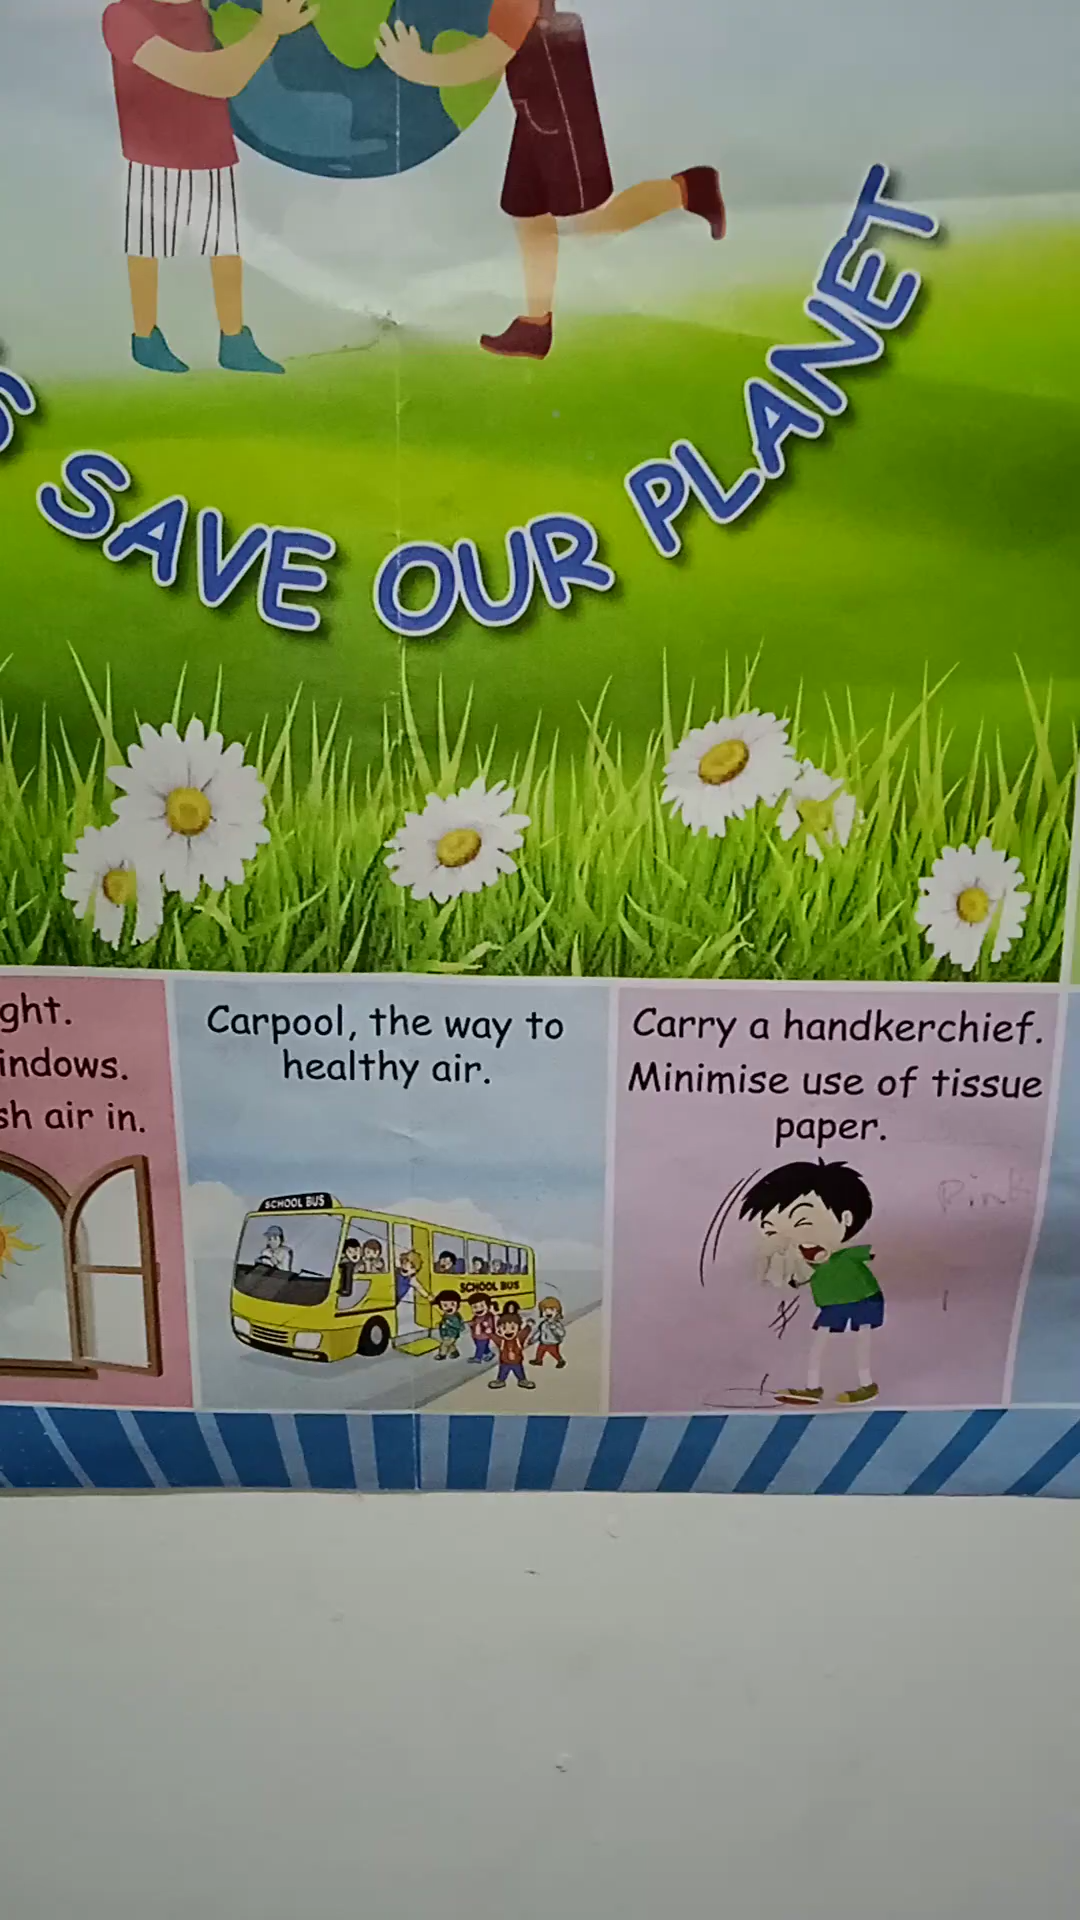 S SAVE OUR PLANET
ght.
indows.
sh air in.
Carpool, the way to
healthy air.
SCHOOL BUS
SCHOOL BUS
Carry a handkerchief.
Minimise use of tissue
paper.
Pink